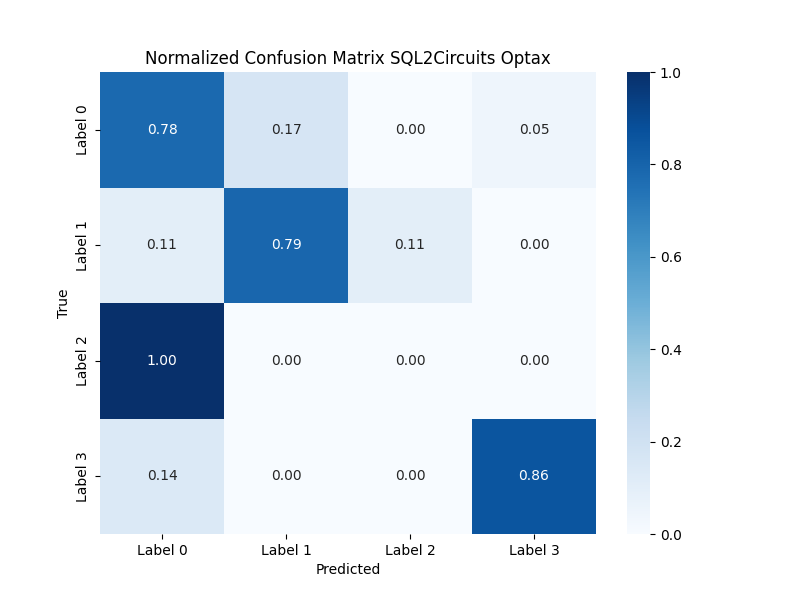 Normalized Confusion Matrix SQL2Circuits Optax
True
Label 0
0.78 0.17 0.00 0.05
Label 1
0.11 0.79 0.11 0.00
Label 2
1.00 0.00 0.00 0.00
Label 3
0.14 0.00 0.00 0.86
Label 0 Label 1 Label 2 Label 3
Predicted
1.0
0.8
0.6
0.4
0.2
0.0